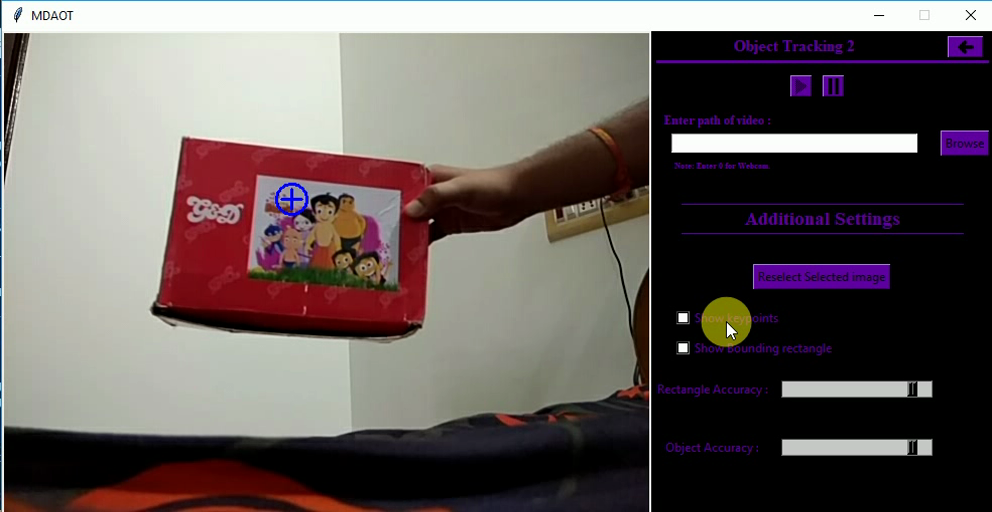 MDAOT
Object Tracking 2
Enter path of video :
Browse
Note: Enter 0 for Webcam
Additional Settings
Reselect Selected image
Show keypoints
Show Bounding rectangle
Rectangle Accuracy :
Object Accuracy :